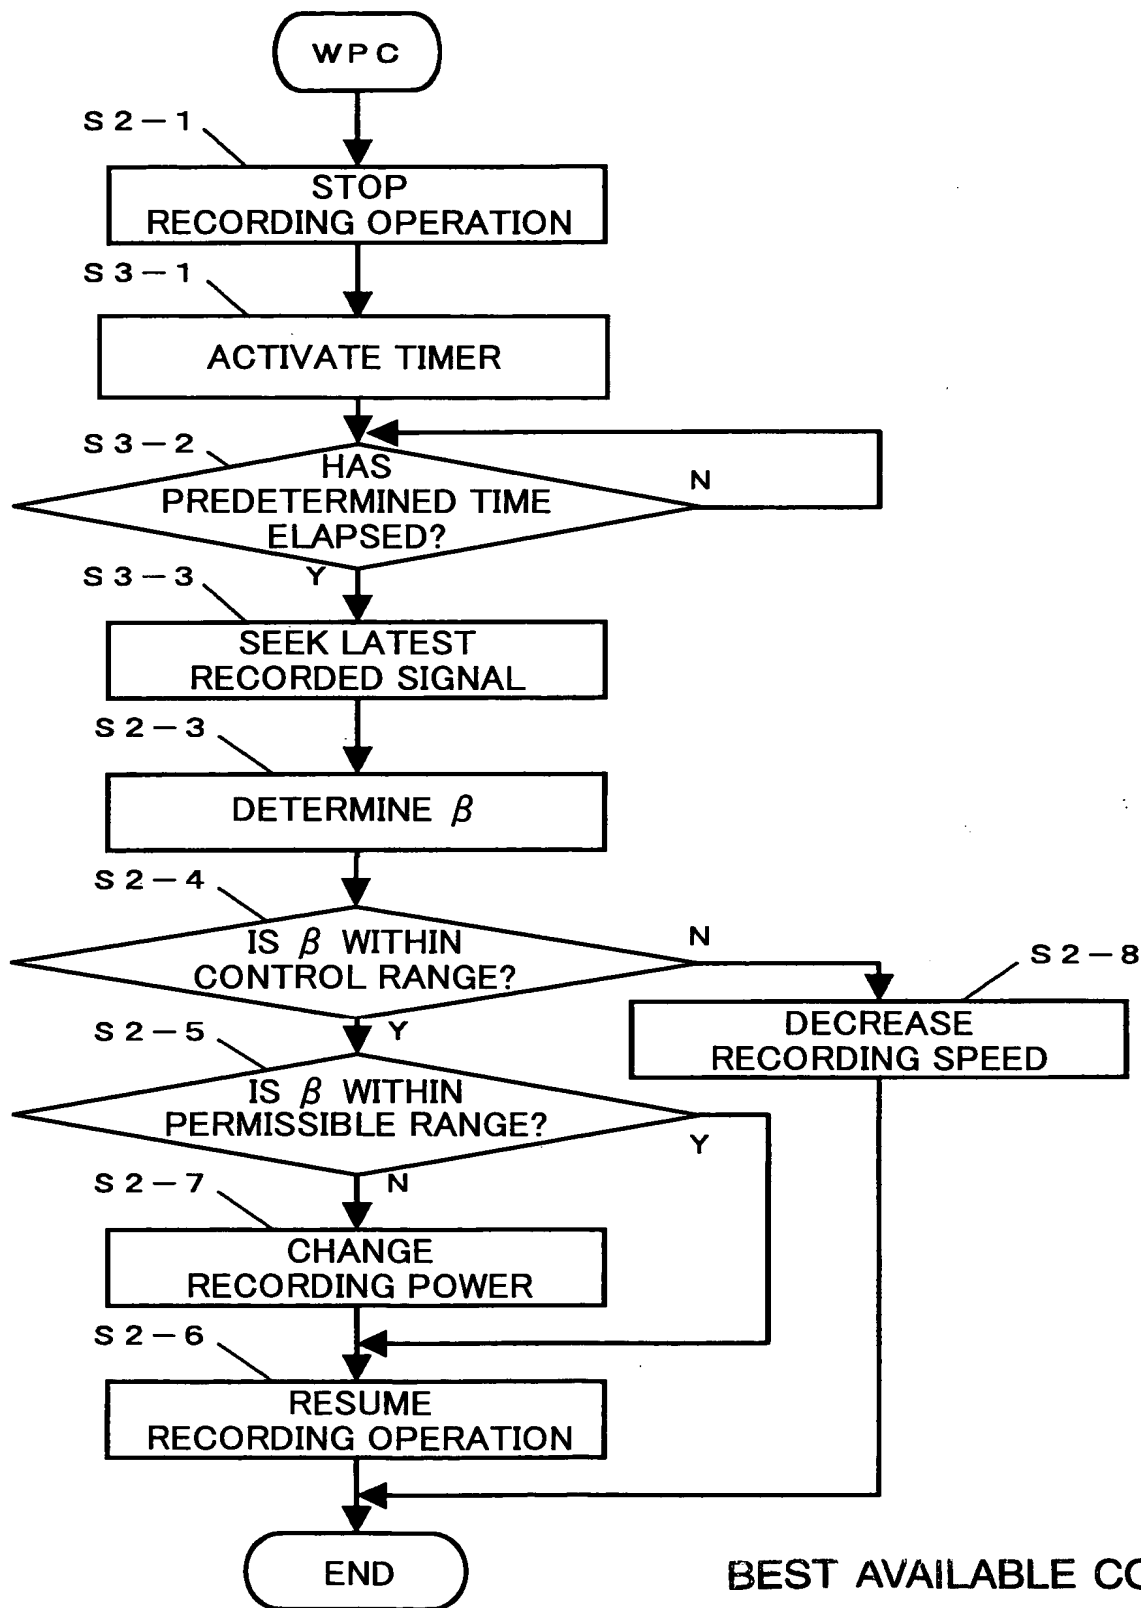 WPC
S2-1
STOP
RECORDING OPERATION
S3-1
ACTIVATE TIMER
S3-2
HAS
PREDETERMINED TIME
ELAPSED?
N
Y
S3-3
SEEK LATEST
RECORDED SIGNAL
S2-3
DETERMINE β
S2-4
IS β WITHIN
CONTROL RANGE?
N
Y
S2-8
DECREASE
RECORDING SPEED
S2-5
IS β WITHIN
PERMISSIBLE RANGE?
Y
N
S2-7
CHANGE
RECORDING POWER
S2-6
RESUME
RECORDING OPERATION
END
BEST AVAILABLE CO